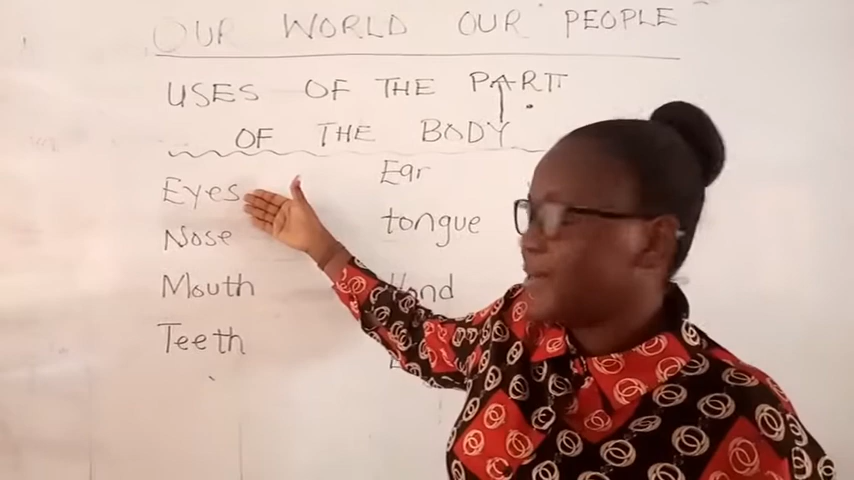 OUR WORLD OUR PEOPLE
USES OF THE PART
OF THE BODY
Eyes
Nose
Mouth
Teeth
Ear
tongue
Hand